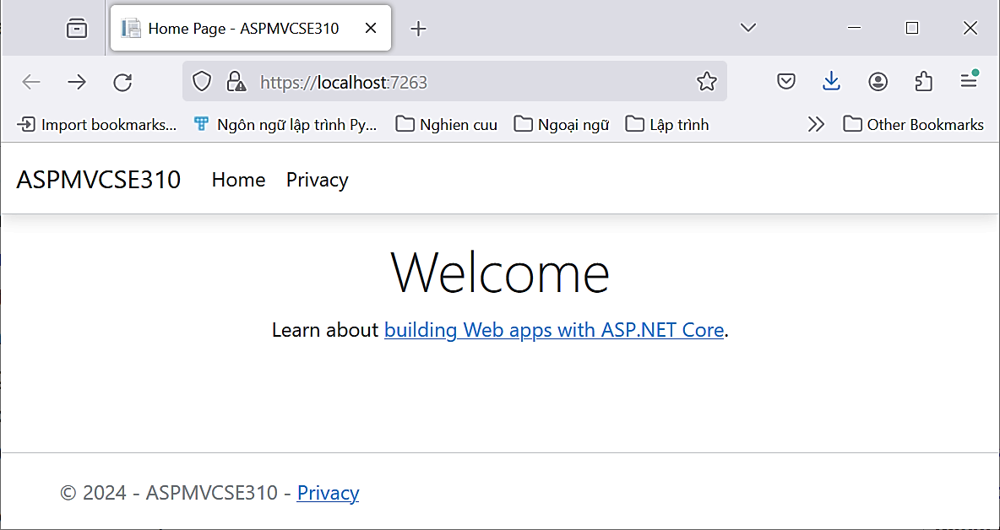 Home Page - ASPMVCSE310
https://localhost:7263
Import bookmarks... Ngôn ngữ lập trình Py... Nghien cuu Ngoại ngữ Lập trình Other Bookmarks
ASPMVCSE310 Home Privacy
Welcome
Learn about building Web apps with ASP.NET Core.
© 2024 - ASPMVCSE310 - Privacy